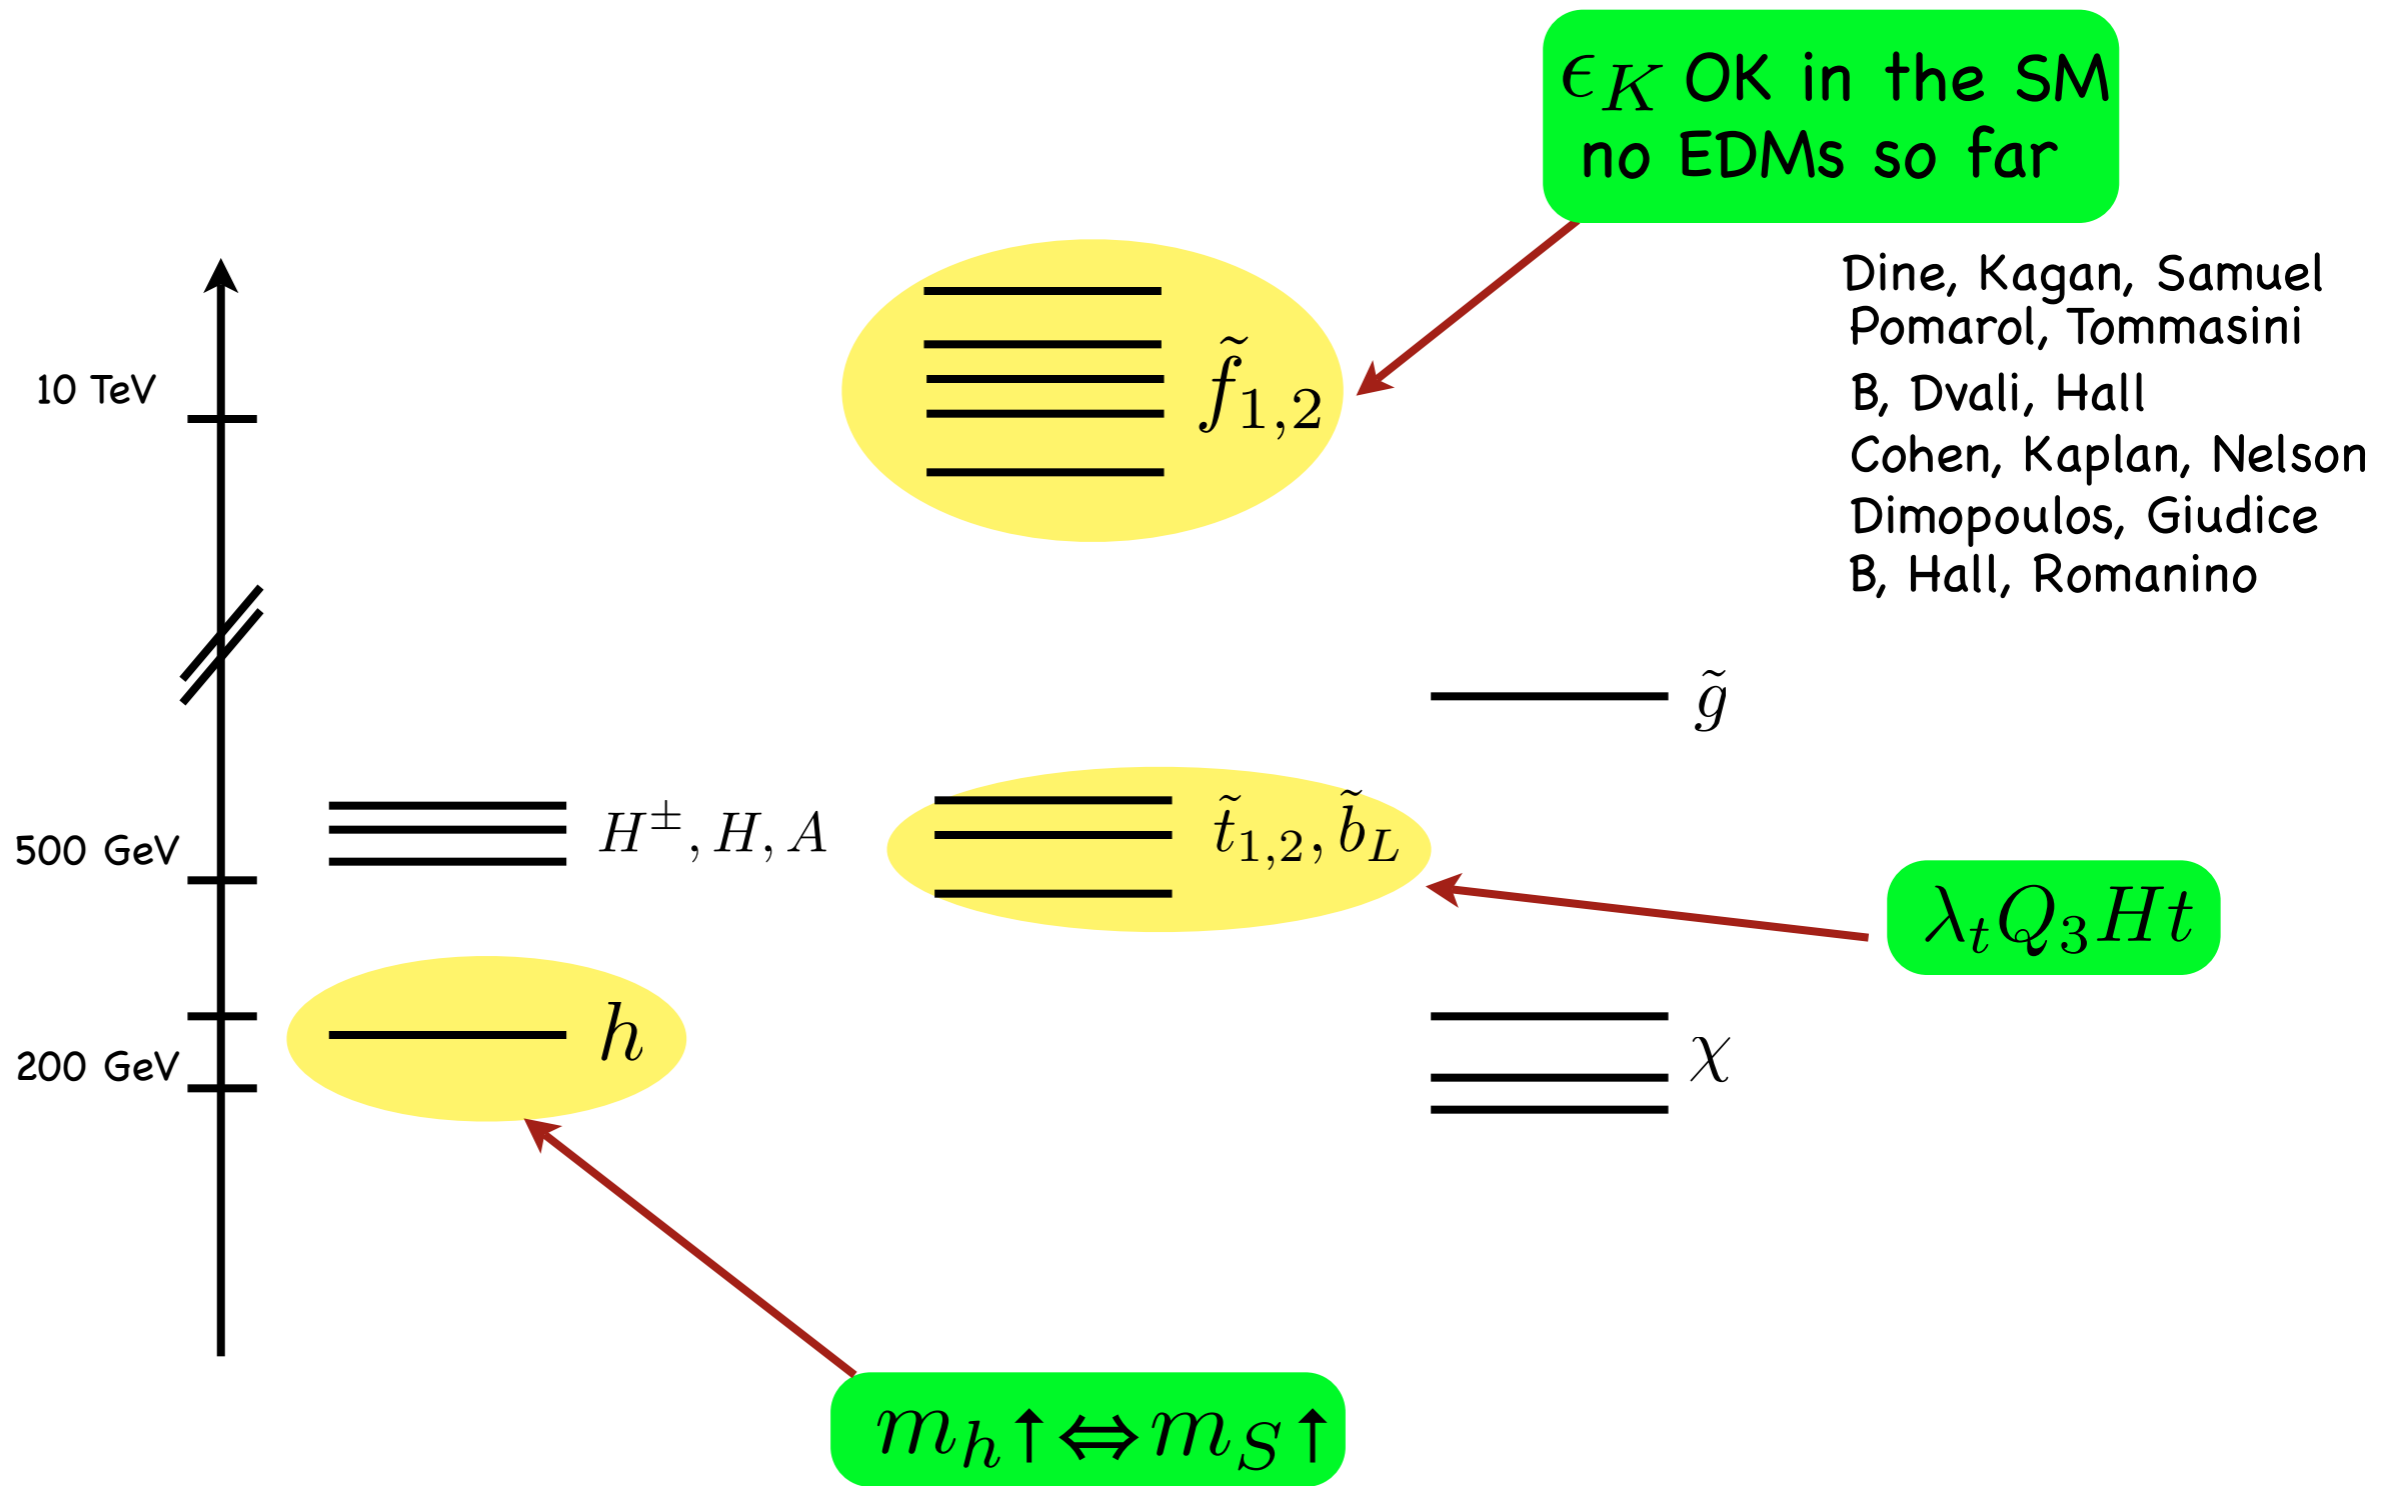 ϵ_K OK in the SM
no EDMs so far
Dine, Kagan, Samuel
Pomarol, Tommasini
B, Dvali, Hall
Cohen, Kaplan, Nelson
Dimopoulos, Giudice
B, Hall, Romanino
10 TeV
f̃_{1,2}
g̃
500 GeV
H^±, H, A
t̃_{1,2}, b̃_L
λ_t Q_3 H t
200 GeV
h
χ
m_h ↑ ⇔ m_S ↑